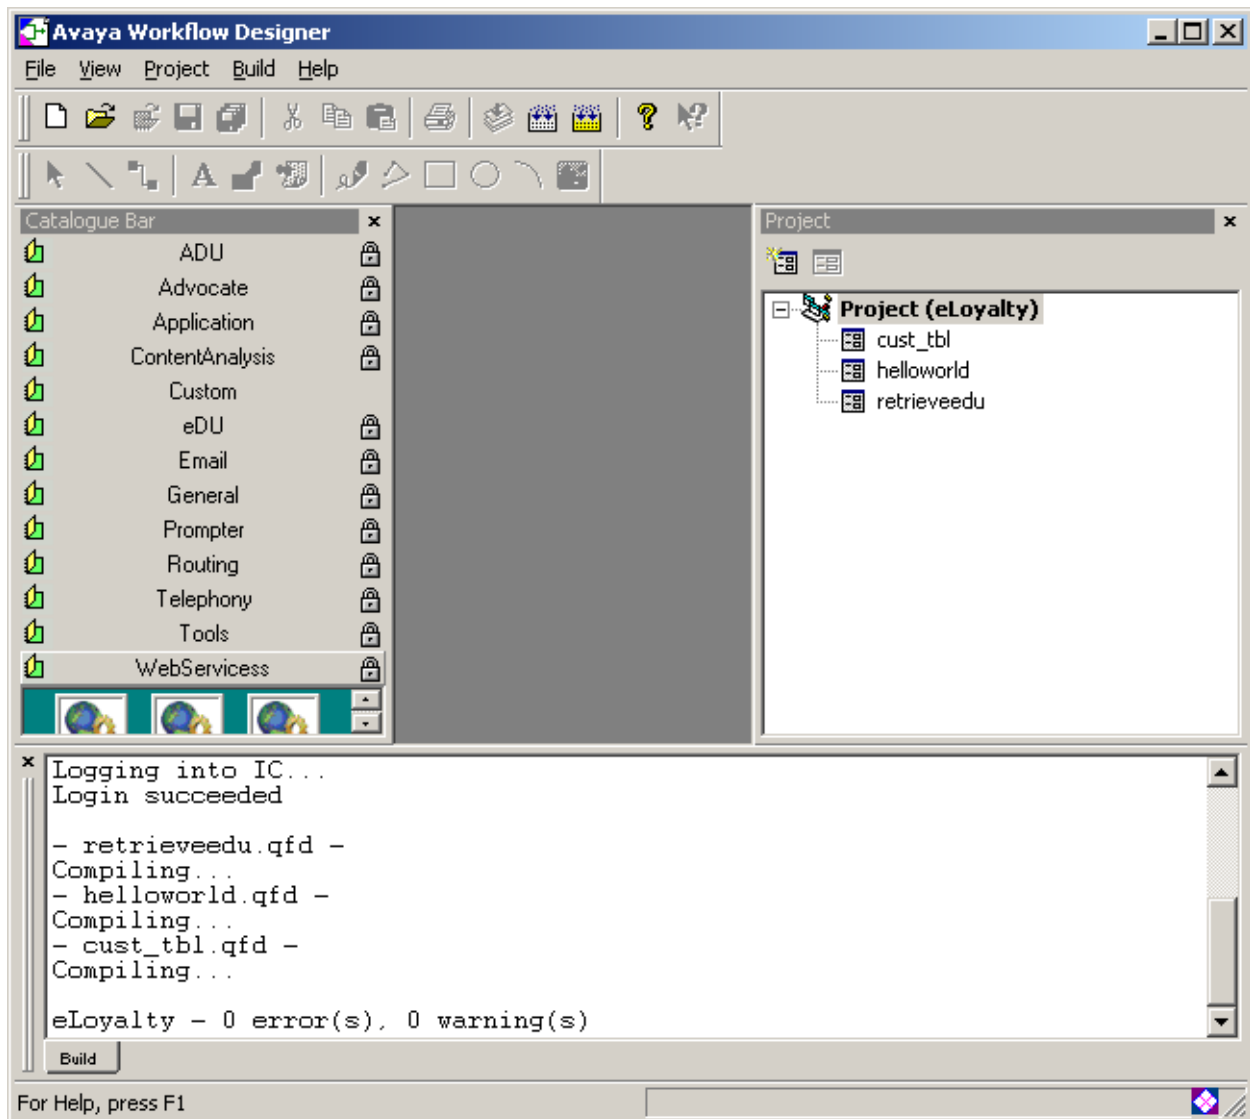 Avaya Workflow Designer
File View Project Build Help
Catalogue Bar
ADU
Advocate
Application
ContentAnalysis
Custom
eDU
Email
General
Prompter
Routing
Telephony
Tools
WebServicess
Project
Project (eLoyalty)
cust_tbl
helloworld
retrieveedu
Logging into IC...
Login succeeded
- retrieveedu.qfd -
Compiling...
- helloworld.qfd -
Compiling...
- cust_tbl.qfd -
Compiling...
eLoyalty - 0 error(s), 0 warning(s)
Build
For Help, press F1